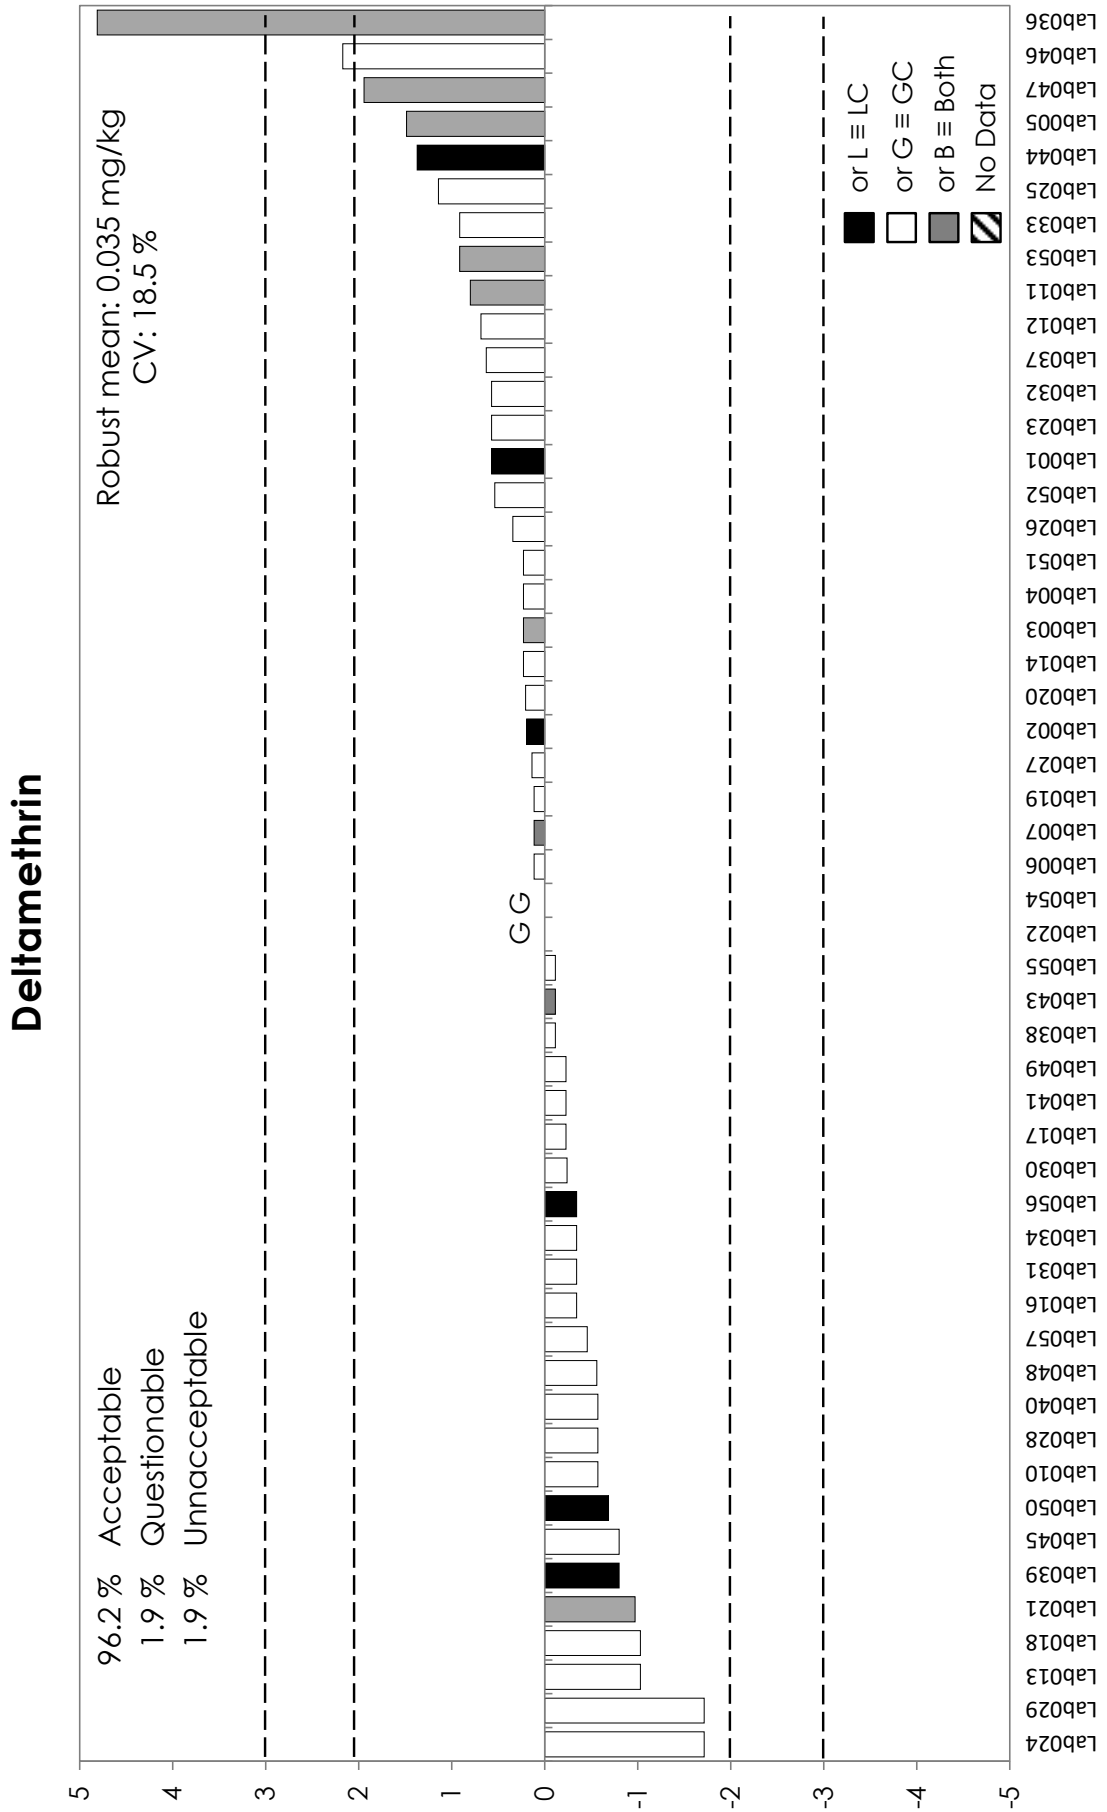 Deltamethrin
96.2 % Acceptable
1.9 % Questionable
1.9 % Unnacceptable
Robust mean: 0.035 mg/kg
CV: 18.5 %
5
4
3
2
1
0
-1
-2
-3
-4
-5
G G
or L ≡ LC
or G ≡ GC
or B ≡ Both
No Data
Lab024
Lab029
Lab013
Lab018
Lab021
Lab039
Lab045
Lab050
Lab010
Lab028
Lab040
Lab048
Lab057
Lab016
Lab031
Lab034
Lab056
Lab030
Lab017
Lab041
Lab049
Lab038
Lab043
Lab055
Lab022
Lab054
Lab006
Lab007
Lab019
Lab027
Lab002
Lab020
Lab014
Lab003
Lab004
Lab051
Lab026
Lab052
Lab001
Lab023
Lab032
Lab037
Lab012
Lab011
Lab053
Lab033
Lab025
Lab044
Lab005
Lab047
Lab046
Lab036